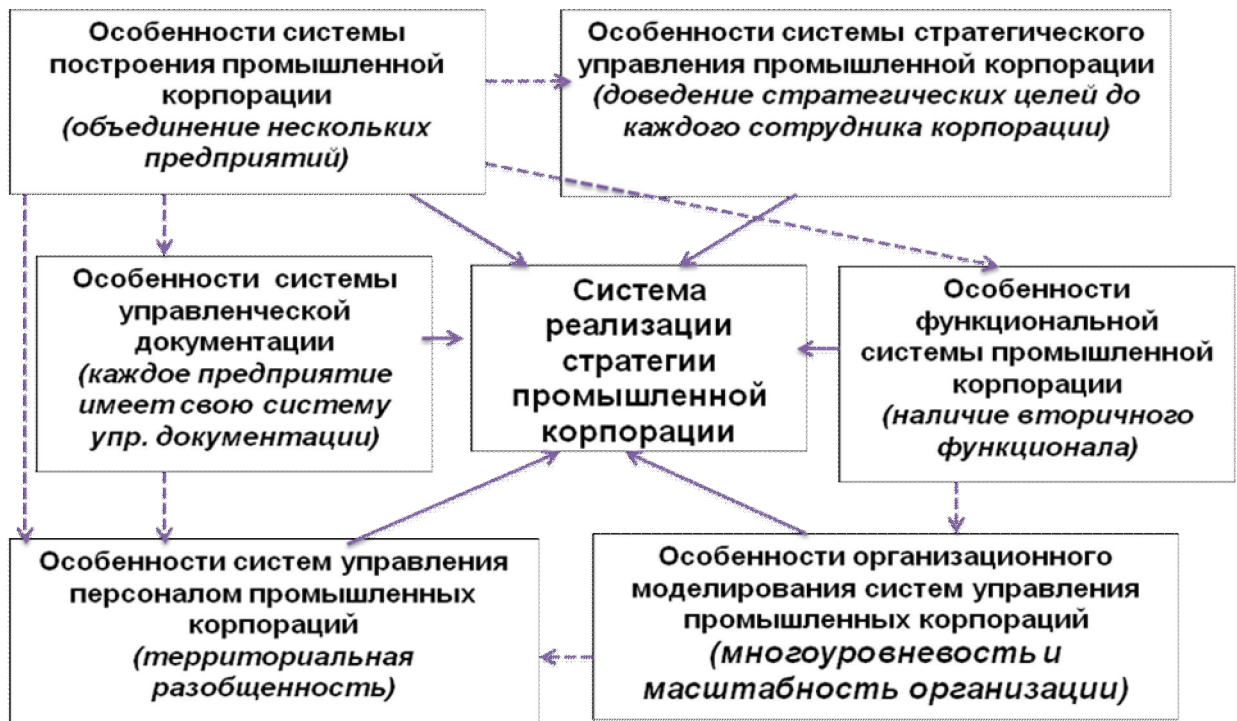 Особенности системы
построения промышленной
корпорации
(объединение нескольких
предприятий)
Особенности системы стратегического
управления промышленной корпорации
(доведение стратегических целей до
каждого сотрудника корпорации)
Особенности системы
управленческой
документации
(каждое предприятие
имеет свою систему
упр. документации)
Система
реализации
стратегии
промышленной
корпорации
Особенности
функциональной
системы промышленной
корпорации
(наличие вторичного
функционала)
Особенности систем управления
персоналом промышленных
корпораций
(территориальная
разобщенность)
Особенности организационного
моделирования систем управления
промышленных корпораций
(многоуровневость и
масштабность организации)